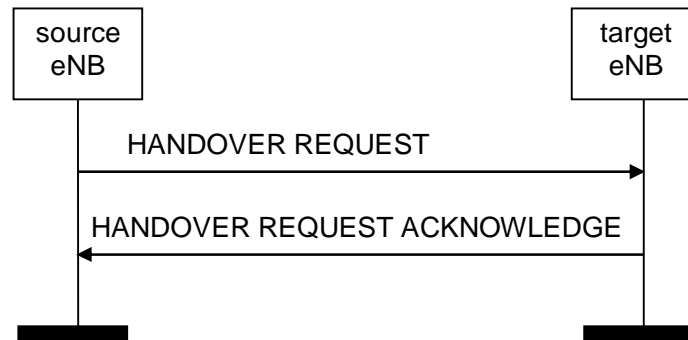 source
eNB
target
eNB
HANDOVER REQUEST
HANDOVER REQUEST ACKNOWLEDGE